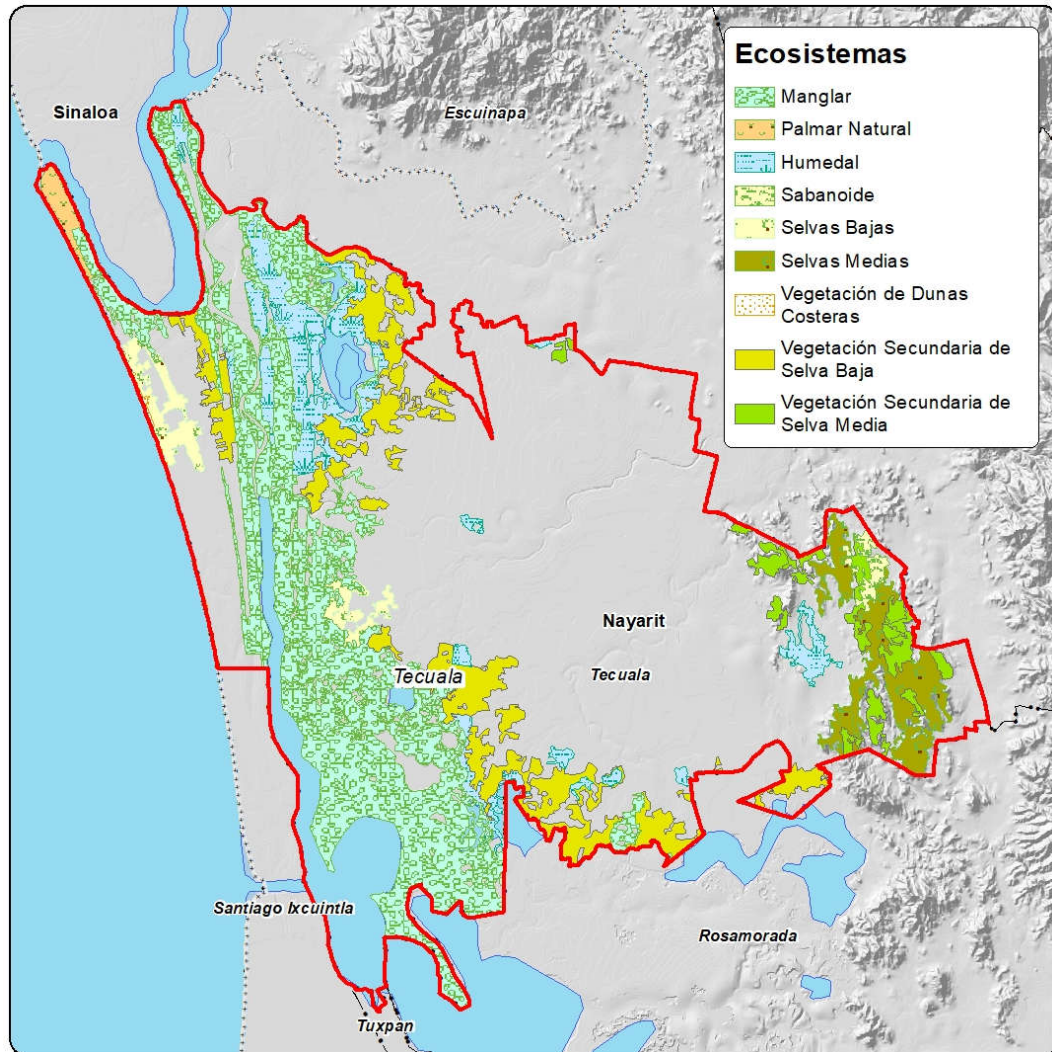 Ecosistemas
Manglar
Palmar Natural
Humedal
Sabanoide
Selvas Bajas
Selvas Medias
Vegetación de Dunas
Costeras
Vegetación Secundaria de
Selva Baja
Vegetación Secundaria de
Selva Media
Sinaloa
Escuinapa
Nayarit
Tecuala
Tecuala
Santiago Ixcuintla
Rosamorada
Tuxpan